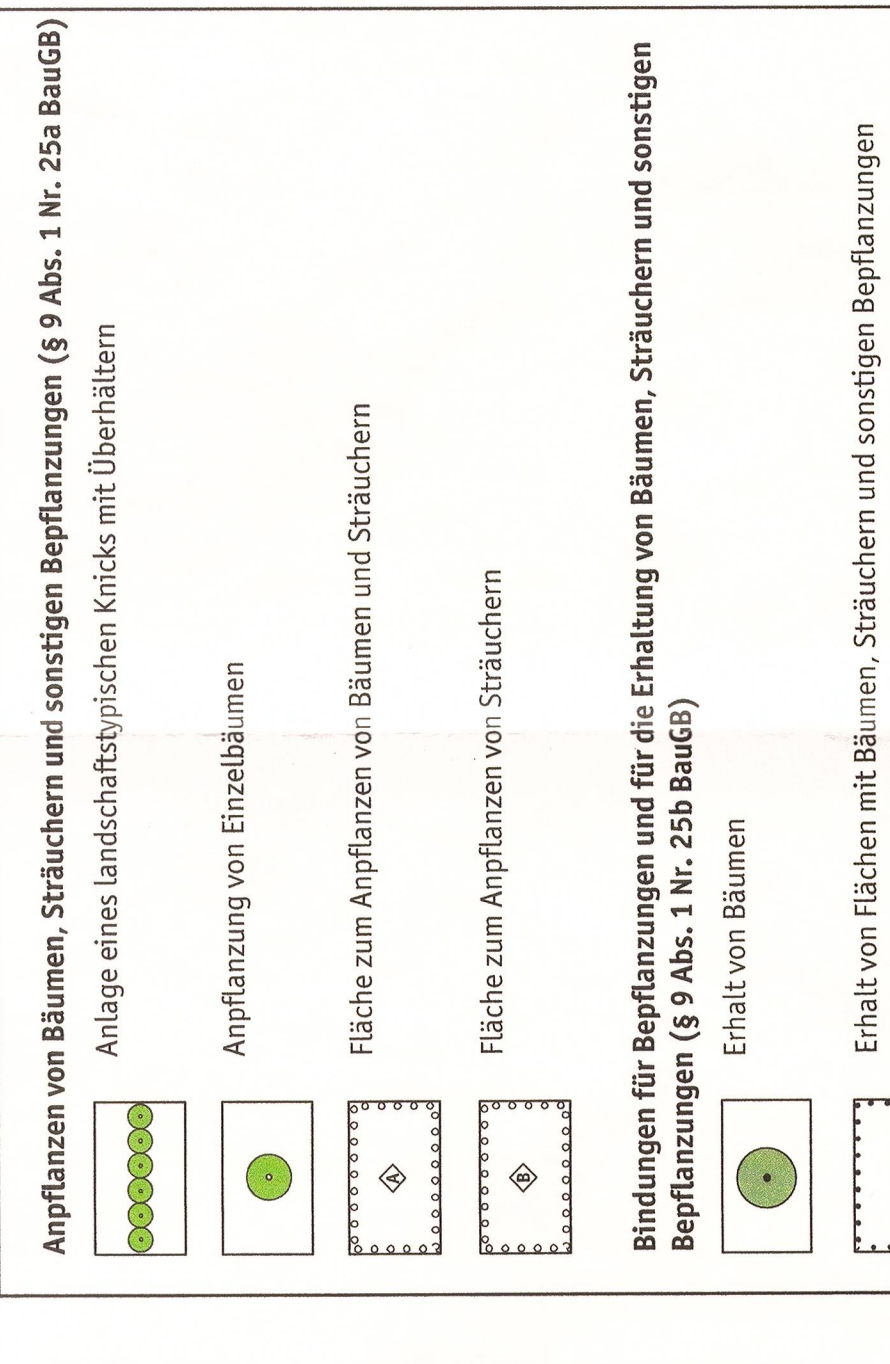 Anpflanzen von Bäumen, Sträuchern und sonstigen Bepflanzungen (§ 9 Abs. 1 Nr. 25a BauGB)
Anlage eines landschaftstypischen Knicks mit Überhältern
Anpflanzung von Einzelbäumen
A
Fläche zum Anpflanzen von Bäumen und Sträuchern
B
Fläche zum Anpflanzen von Sträuchern
Bindungen für Bepflanzungen und für die Erhaltung von Bäumen, Sträuchern und sonstigen
Bepflanzungen (§ 9 Abs. 1 Nr. 25b BauGB)
Erhalt von Bäumen
Erhalt von Flächen mit Bäumen, Sträuchern und sonstigen Bepflanzungen